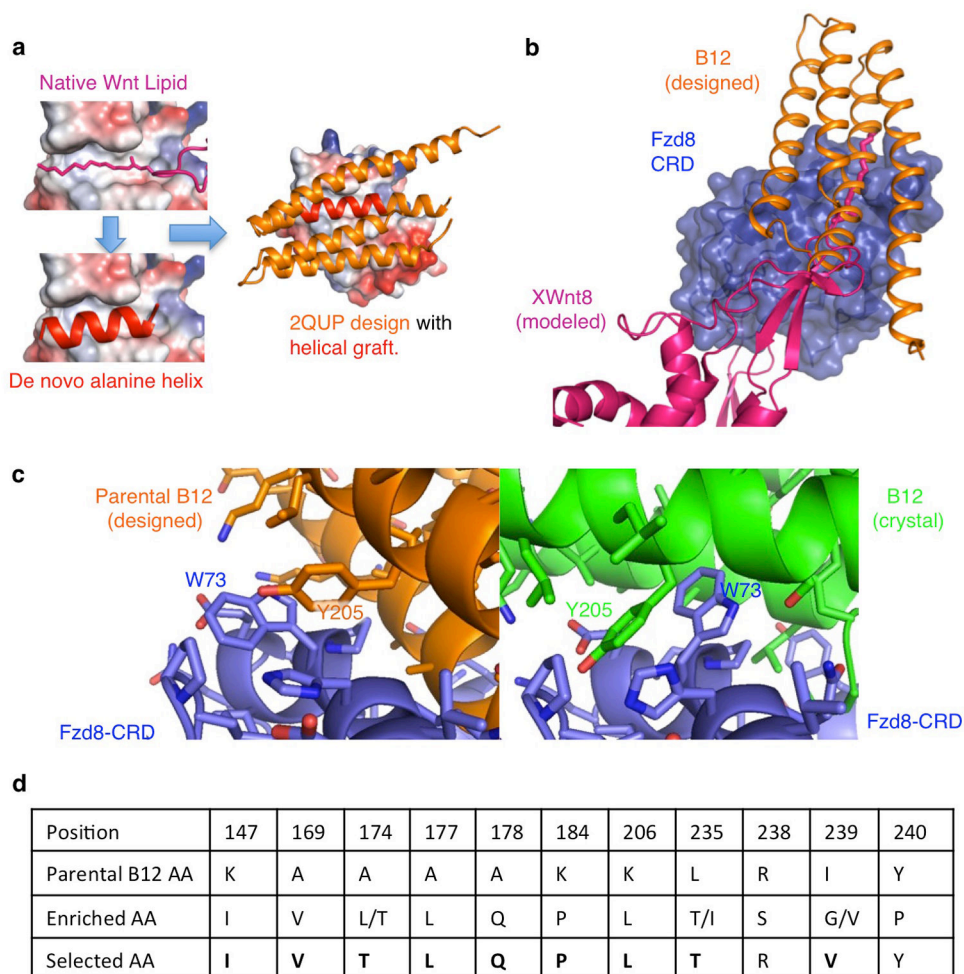 a
Native Wnt Lipid
De novo alanine helix
2QUP design with
helical graft.
b
B12
(designed)
Fzd8
CRD
XWnt8
(modeled)
c
Parental B12
(designed)
W73
Y205
Fzd8-CRD
B12
(crystal)
W73
Y205
Fzd8-CRD
d
Position 147 169 174 177 178 184 206 235 238 239 240
Parental B12 AA K A A A A K K L R I Y
Enriched AA I V L/T L Q P L T/I S G/V P
Selected AA I V T L Q P L T R V Y